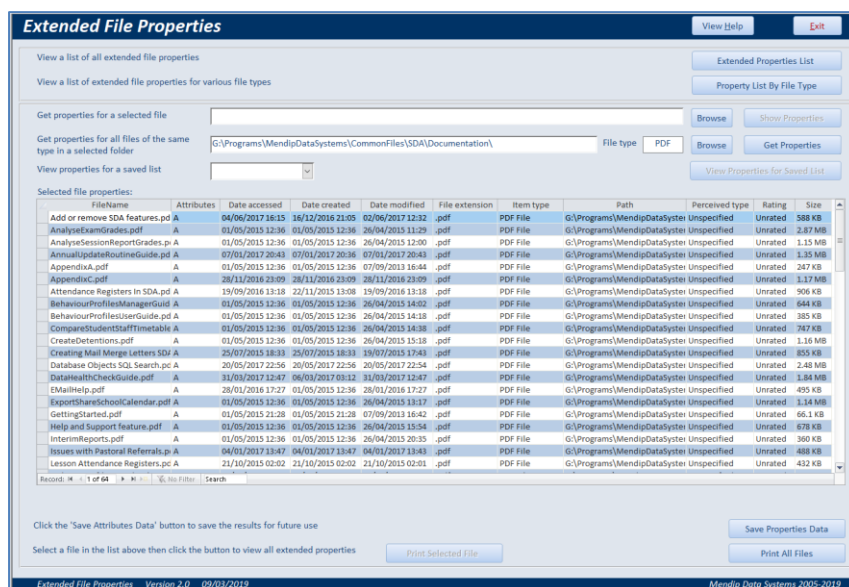 Extended File Properties View Help Exit
View a list of all extended file properties Extended Properties List
View a list of extended file properties for various file types Property List By File Type
Get properties for a selected file Browse Show Properties
Get properties for all files of the same
type in a selected folder G:\Programs\MendipDataSystems\CommonFiles\SDA\Documentation\ File type PDF Browse Get Properties
View properties for a saved list View Properties for Saved List
Selected file properties:
FileName Attributes Date accessed Date created Date modified File extension Item type Path Perceived type Rating Size
Add or remove SDA features.pd A 04/06/2017 16:15 16/12/2016 21:05 02/06/2017 12:32 .pdf PDF File G:\Programs\MendipDataSyster Unspecified Unrated 588 KB
AnalyseExamGrades.pdf A 01/05/2015 12:36 01/05/2015 12:36 26/04/2015 11:29 .pdf PDF File G:\Programs\MendipDataSyster Unspecified Unrated 2.87 MB
AnalyseSessionReportGrades.p A 01/05/2015 12:36 01/05/2015 12:36 26/04/2015 12:00 .pdf PDF File G:\Programs\MendipDataSyster Unspecified Unrated 1.15 MB
AnnualUpdateRoutineGuide.pd A 07/01/2017 20:43 07/01/2017 20:36 07/01/2017 20:43 .pdf PDF File G:\Programs\MendipDataSyster Unspecified Unrated 1.35 MB
AppendixA.pdf A 01/05/2015 12:36 01/05/2015 12:36 07/09/2013 16:44 .pdf PDF File G:\Programs\MendipDataSyster Unspecified Unrated 247 KB
AppendixC.pdf A 28/11/2016 23:09 28/11/2016 23:09 28/11/2016 23:09 .pdf PDF File G:\Programs\MendipDataSyster Unspecified Unrated 1.17 MB
Attendance Registers In SDA.pd A 19/09/2016 13:18 22/11/2015 13:08 19/09/2016 13:18 .pdf PDF File G:\Programs\MendipDataSyster Unspecified Unrated 906 KB
BehaviourProfilesManagerGuid A 01/05/2015 12:36 01/05/2015 12:36 26/04/2015 14:02 .pdf PDF File G:\Programs\MendipDataSyster Unspecified Unrated 644 KB
BehaviourProfilesUserGuide.pd A 01/05/2015 12:36 01/05/2015 12:36 26/04/2015 14:18 .pdf PDF File G:\Programs\MendipDataSyster Unspecified Unrated 385 KB
CompareStudentStaffTimetable A 01/05/2015 12:36 01/05/2015 12:36 26/04/2015 14:38 .pdf PDF File G:\Programs\MendipDataSyster Unspecified Unrated 747 KB
CreateDetentions.pdf A 01/05/2015 12:36 01/05/2015 12:36 26/04/2015 15:18 .pdf PDF File G:\Programs\MendipDataSyster Unspecified Unrated 1.16 MB
Creating Mail Merge Letters SDA A 25/07/2015 18:33 25/07/2015 18:33 19/07/2015 17:43 .pdf PDF File G:\Programs\MendipDataSyster Unspecified Unrated 855 KB
Database Objects SQL Search.pc A 20/05/2017 22:56 20/05/2017 22:56 20/05/2017 22:54 .pdf PDF File G:\Programs\MendipDataSyster Unspecified Unrated 2.48 MB
DataHealthCheckGuide.pdf A 31/03/2017 12:47 06/03/2017 03:12 31/03/2017 12:47 .pdf PDF File G:\Programs\MendipDataSyster Unspecified Unrated 1.84 MB
EMailHelp.pdf A 28/01/2016 17:27 01/05/2015 12:36 28/01/2016 17:27 .pdf PDF File G:\Programs\MendipDataSyster Unspecified Unrated 495 KB
ExportShareSchoolCalendar.pdf A 01/05/2015 12:36 01/05/2015 12:36 26/04/2015 13:17 .pdf PDF File G:\Programs\MendipDataSyster Unspecified Unrated 1.14 MB
GettingStarted.pdf A 01/05/2015 21:28 01/05/2015 21:28 07/09/2013 16:42 .pdf PDF File G:\Programs\MendipDataSyster Unspecified Unrated 66.1 KB
Help and Support feature.pdf A 01/05/2015 12:36 01/05/2015 12:36 26/04/2015 15:54 .pdf PDF File G:\Programs\MendipDataSyster Unspecified Unrated 678 KB
InterimReports.pdf A 01/05/2015 12:36 01/05/2015 12:36 26/04/2015 20:35 .pdf PDF File G:\Programs\MendipDataSyster Unspecified Unrated 360 KB
Issues with Pastoral Referrals.p A 04/01/2017 13:47 04/01/2017 13:47 04/01/2017 13:43 .pdf PDF File G:\Programs\MendipDataSyster Unspecified Unrated 488 KB
Lesson Attendance Registers.pc A 21/10/2015 02:02 21/10/2015 02:02 21/10/2015 02:01 .pdf PDF File G:\Programs\MendipDataSyster Unspecified Unrated 432 KB
Record: 1 of 64 No Filter Search
Click the 'Save Attributes Data' button to save the results for future use Save Properties Data
Select a file in the list above then click the button to view all extended properties Print Selected File Print All Files
Extended File Properties Version 2.0 09/03/2019 Mendip Data Systems 2005-2019